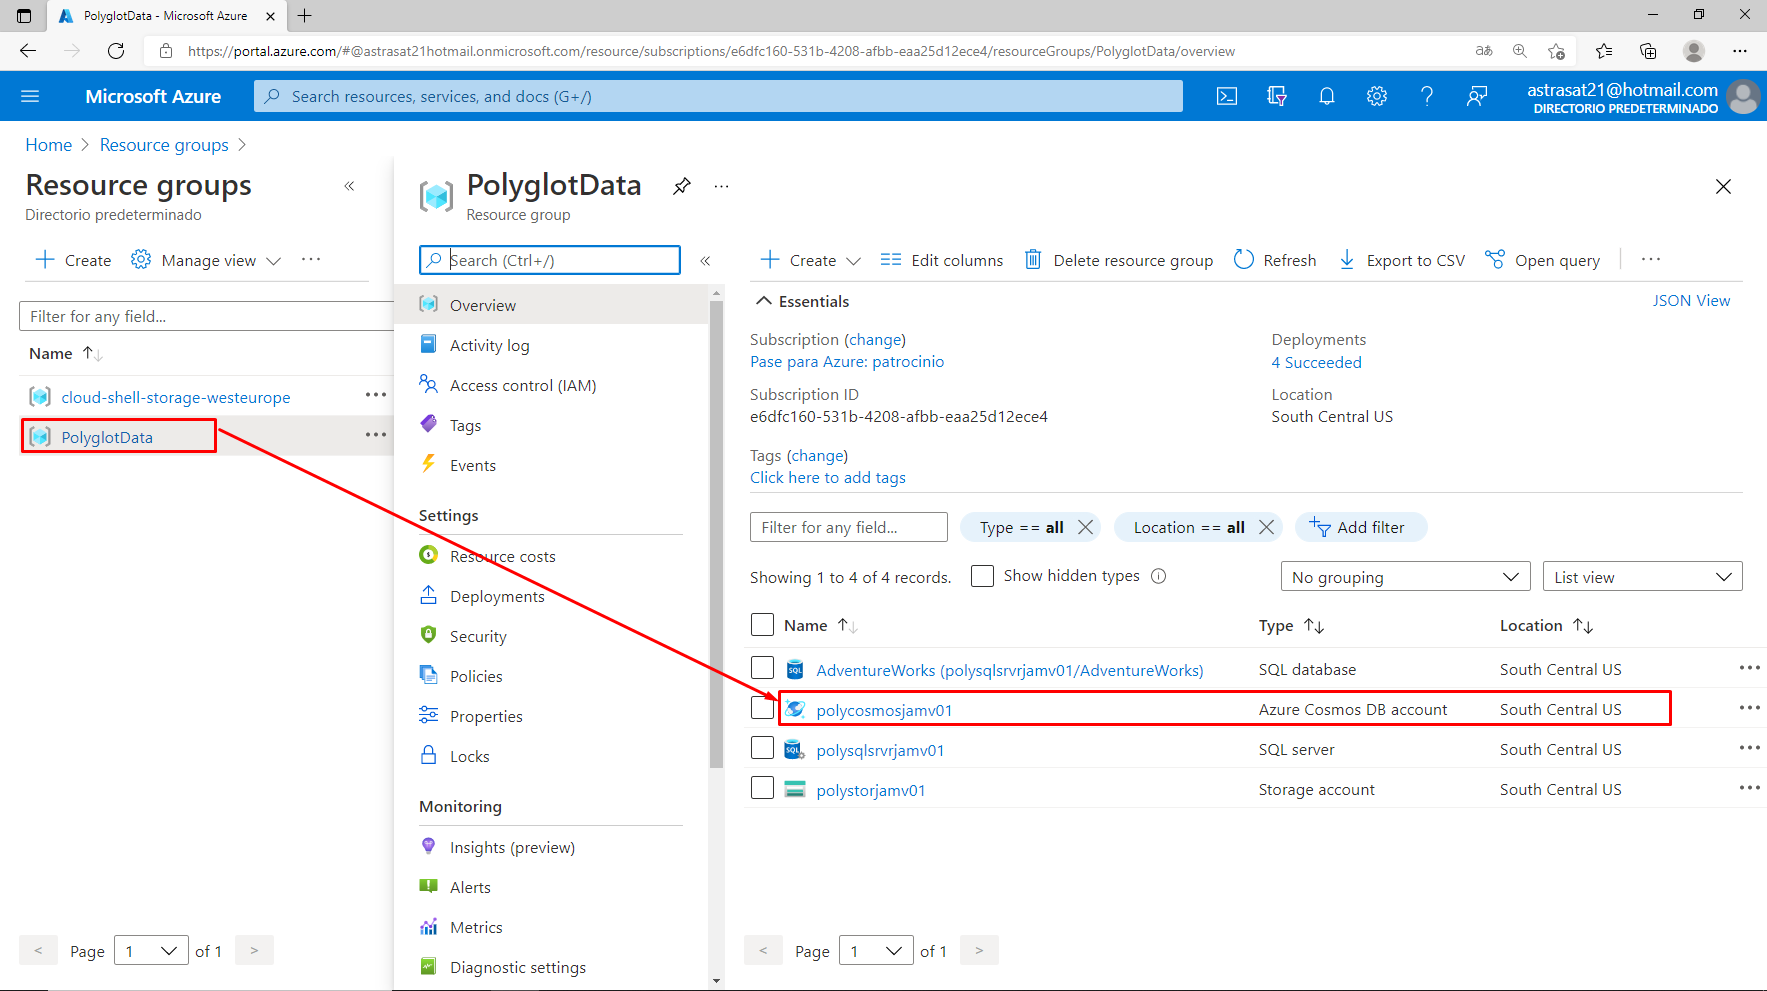 PolyglotData - Microsoft Azure
https://portal.azure.com/#@astrasat21hotmail.onmicrosoft.com/resource/subscriptions/e6dfc160-531b-4208-afbb-eaa25d12ece4/resourceGroups/PolyglotData/overview
Microsoft Azure
Search resources, services, and docs (G+/)
astrasat21@hotmail.com
DIRECTORIO PREDETERMINADO
Home > Resource groups >
Resource groups
Directorio predeterminado
Create Manage view
Filter for any field...
Name
cloud-shell-storage-westeurope
PolyglotData
< Page 1 of 1 >
PolyglotData
Resource group
Search (Ctrl+/)
Overview
Activity log
Access control (IAM)
Tags
Events
Settings
Resource costs
Deployments
Security
Policies
Properties
Locks
Monitoring
Insights (preview)
Alerts
Metrics
Diagnostic settings
Create Edit columns Delete resource group Refresh Export to CSV Open query
Essentials
JSON View
Subscription (change)
Pase para Azure: patrocinio
Subscription ID
e6dfc160-531b-4208-afbb-eaa25d12ece4
Deployments
4 Succeeded
Location
South Central US
Tags (change)
Click here to add tags
Filter for any field... Type == all Location == all Add filter
Showing 1 to 4 of 4 records. Show hidden types No grouping List view
Name Type Location
AdventureWorks (polysqlsrvrjamv01/AdventureWorks) SQL database South Central US
polycosmosjamv01 Azure Cosmos DB account South Central US
polysqlsrvrjamv01 SQL server South Central US
polystorjamv01 Storage account South Central US
< Page 1 of 1 >